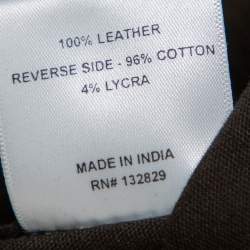 100% LEATHER
REVERSE SIDE - 96% COTTON
4% LYCRA
MADE IN INDIA
RN# 132829